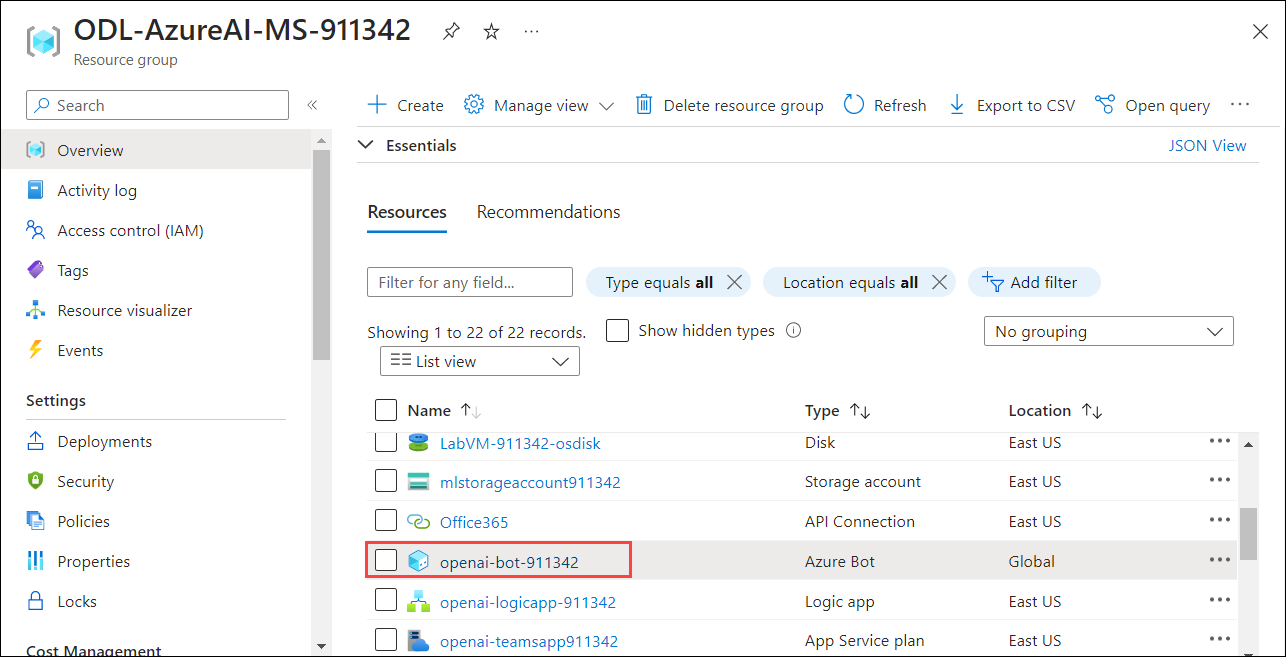 ODL-AzureAI-MS-911342
Resource group
Search
Overview
Activity log
Access control (IAM)
Tags
Resource visualizer
Events
Settings
Deployments
Security
Policies
Properties
Locks
Cost Management
Create Manage view Delete resource group Refresh Export to CSV Open query
Essentials JSON View
Resources Recommendations
Filter for any field... Type equals all Location equals all Add filter
Showing 1 to 22 of 22 records. Show hidden types No grouping
List view
Name Type Location
LabVM-911342-osdisk Disk East US
mlstorageaccount911342 Storage account East US
Office365 API Connection East US
openai-bot-911342 Azure Bot Global
openai-logicapp-911342 Logic app East US
openai-teamsapp911342 App Service plan East US